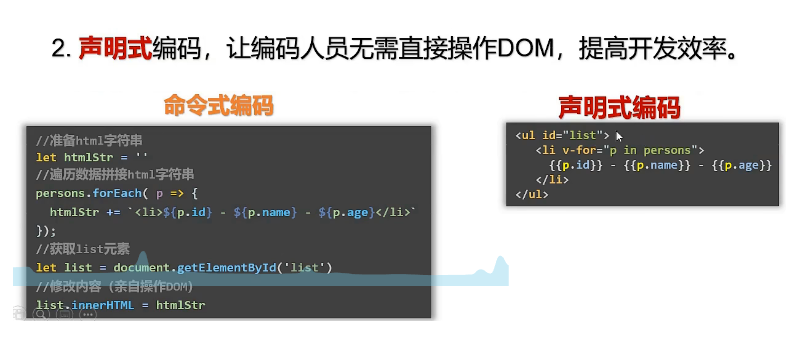 2. 声明式编码，让编码人员无需直接操作DOM，提高开发效率。
命令式编码
//准备html字符串
let htmlStr = ''
//遍历数据拼接html字符串
persons.forEach( p => {
htmlStr += `<li>${p.id} - ${p.name} - ${p.age}</li>`
});
//获取list元素
let list = document.getElementById('list')
//修改内容（亲自操作DOM）
list.innerHTML = htmlStr
声明式编码
<ul id="list">
<li v-for="p in persons">
{{p.id}} - {{p.name}} - {{p.age}}
</li>
</ul>